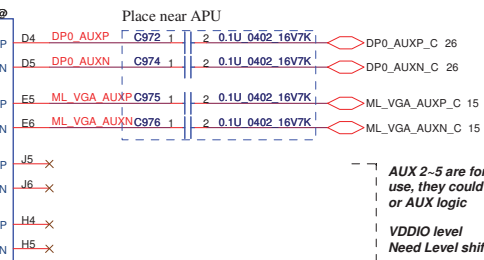 @
Place near APU
P D4 DP0_AUXP C972 1 2 0.1U_0402_16V7K DP0_AUXP_C 26
N D5 DP0_AUXN C974 1 2 0.1U_0402_16V7K DP0_AUXN_C 26
P E5 ML_VGA_AUXP C975 1 2 0.1U_0402_16V7K ML_VGA_AUXP_C 15
N E6 ML_VGA_AUXN C976 1 2 0.1U_0402_16V7K ML_VGA_AUXN_C 15
P J5
N J6
P H4
N H5
AUX 2~5 are for
use, they could
or AUX logic
VDDIO level
Need Level shif